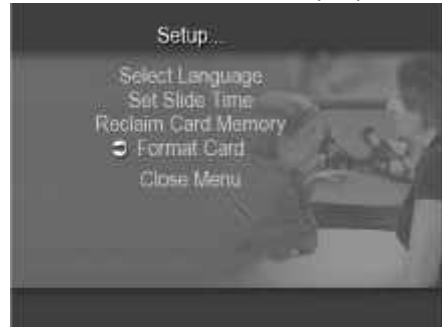 Setup...
Select Language
Set Slide Time
Reclaim Card Memory
Format Card
Close Menu